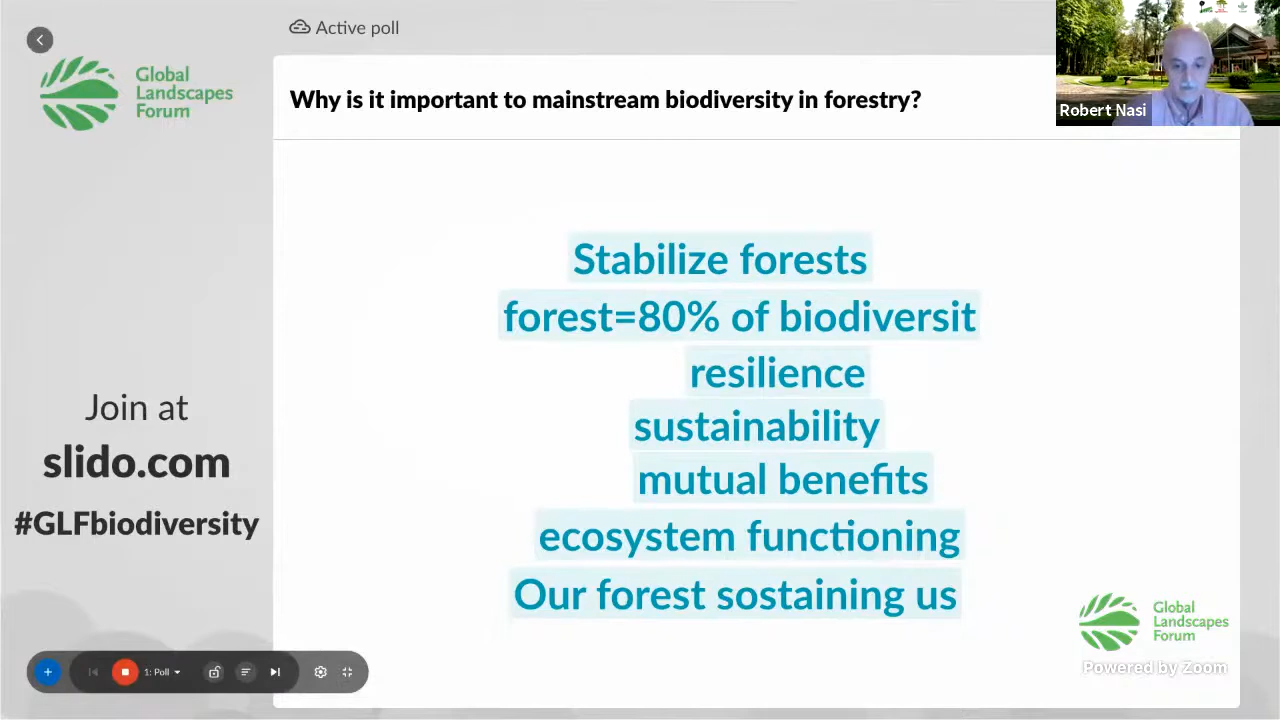 Active poll
Global
Landscapes
Forum
Why is it important to mainstream biodiversity in forestry?
Robert Nasi
Stabilize forests
forest=80% of biodiversit
resilience
sustainability
mutual benefits
ecosystem functioning
Our forest sostaining us
Join at
slido.com
#GLFbiodiversity
1: Poll
Global
Landscapes
Forum
Powered by Zoom